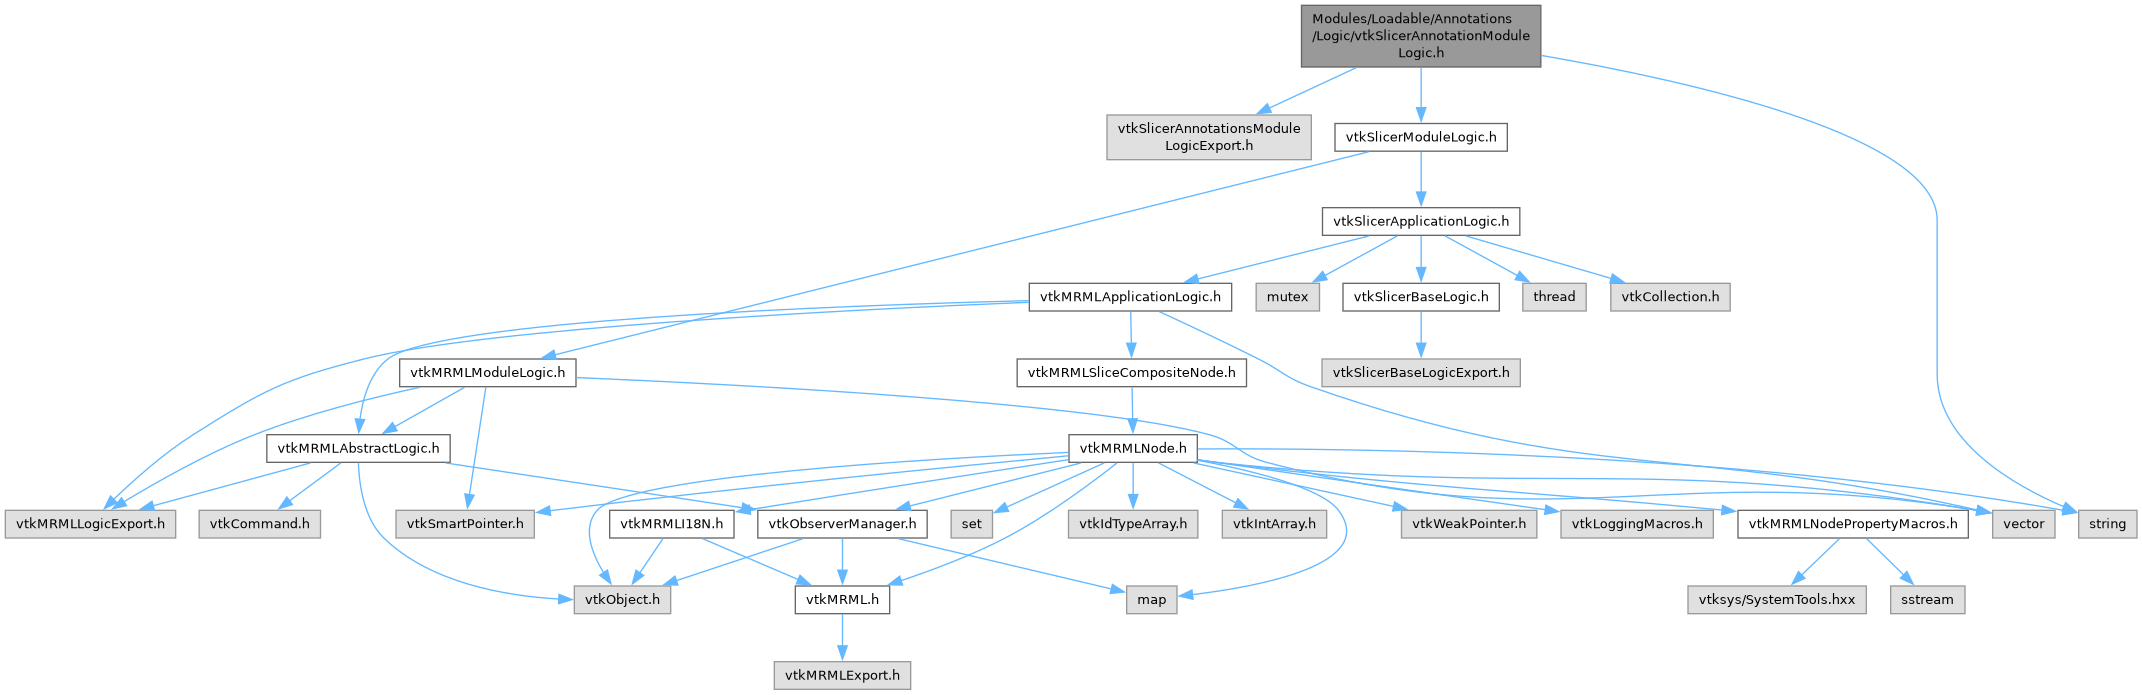 Modules/Loadable/Annotations
/Logic/vtkSlicerAnnotationModule
Logic.h
vtkSlicerAnnotationsModule
LogicExport.h
vtkSlicerModuleLogic.h
vtkSlicerApplicationLogic.h
vtkMRMLApplicationLogic.h
mutex
vtkSlicerBaseLogic.h
thread
vtkCollection.h
vtkMRMLModuleLogic.h
vtkMRMLSliceCompositeNode.h
vtkSlicerBaseLogicExport.h
vtkMRMLAbstractLogic.h
vtkMRMLNode.h
vtkMRMLLogicExport.h
vtkCommand.h
vtkSmartPointer.h
vtkMRMLI18N.h
vtkObserverManager.h
set
vtkIdTypeArray.h
vtkIntArray.h
vtkWeakPointer.h
vtkLoggingMacros.h
vtkMRMLNodePropertyMacros.h
vector
string
vtkObject.h
vtkMRML.h
map
vtksys/SystemTools.hxx
sstream
vtkMRMLExport.h